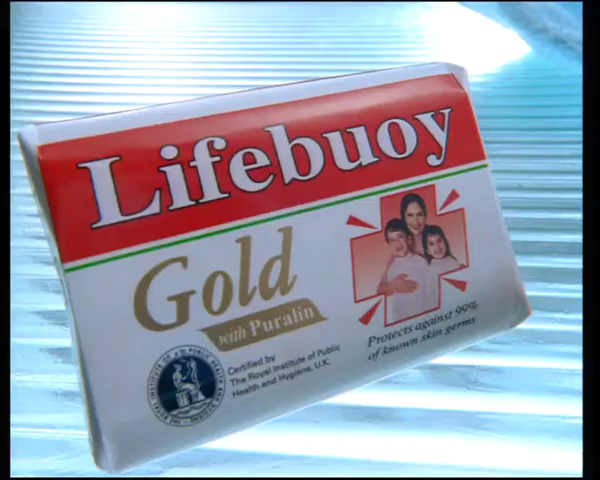 Lifebuoy
Gold
with Puralin
Certified by
The Royal Institute of Public
Health and Hygiene, U.K.
Protects against 99%
of known skin germs